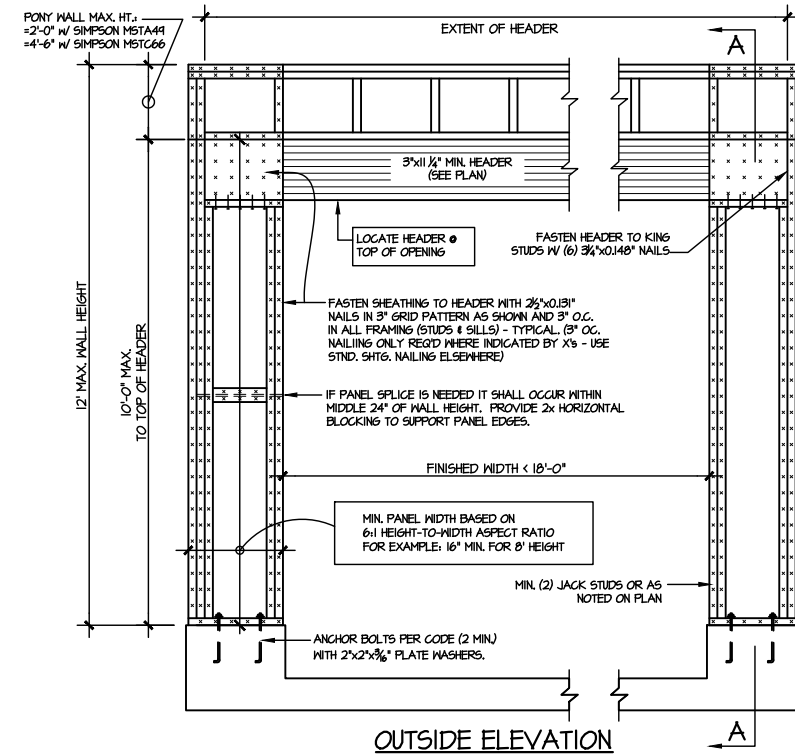 PONY WALL MAX. HT.:
=2'-0" W/ SIMPSON MSTA49
=4'-6" W/ SIMPSON MSTC66
EXTENT OF HEADER
A
3"x11 1/4" MIN. HEADER
(SEE PLAN)
LOCATE HEADER @
TOP OF OPENING
FASTEN HEADER TO KING
STUDS W/ (6) 3/4"x0.148" NAILS
FASTEN SHEATHING TO HEADER WITH 2½"x0.131"
NAILS IN 3" GRID PATTERN AS SHOWN AND 3" O.C.
IN ALL FRAMING (STUDS & SILLS) - TYPICAL. (3" OC.
NAILING ONLY REQ'D WHERE INDICATED BY X'S - USE
STND. SHTG. NAILING ELSEWHERE)
12' MAX. WALL HEIGHT
10'-0" MAX.
TO TOP OF HEADER
IF PANEL SPLICE IS NEEDED IT SHALL OCCUR WITHIN
MIDDLE 24" OF WALL HEIGHT. PROVIDE 2x HORIZONTAL
BLOCKING TO SUPPORT PANEL EDGES.
FINISHED WIDTH < 18'-0"
MIN. PANEL WIDTH BASED ON
6:1 HEIGHT-TO-WIDTH ASPECT RATIO
FOR EXAMPLE: 16" MIN. FOR 8' HEIGHT
MIN. (2) JACK STUDS OR AS
NOTED ON PLAN
ANCHOR BOLTS PER CODE (2 MIN.)
WITH 2"x2"x3/16" PLATE WASHERS.
OUTSIDE ELEVATION
A